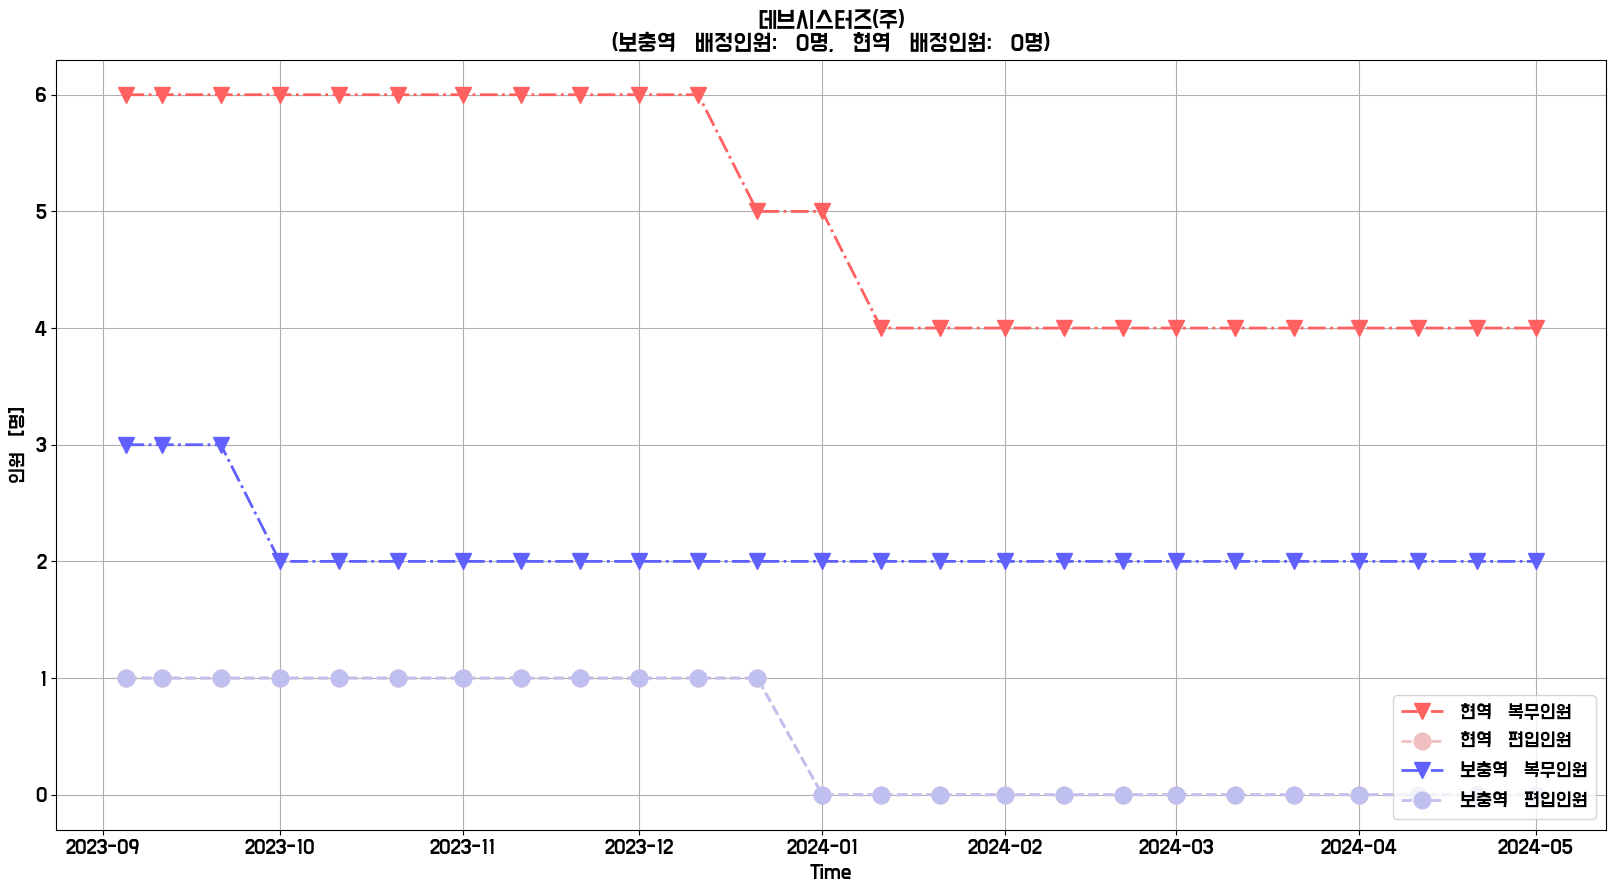 데브시스터즈(주)
(보충역 배정인원: 0명, 현역 배정인원: 0명)
인원 [명]
6
5
4
3
2
1
0
2023-09 2023-10 2023-11 2023-12 2024-01 2024-02 2024-03 2024-04 2024-05
Time
현역 복무인원
현역 편입인원
보충역 복무인원
보충역 편입인원